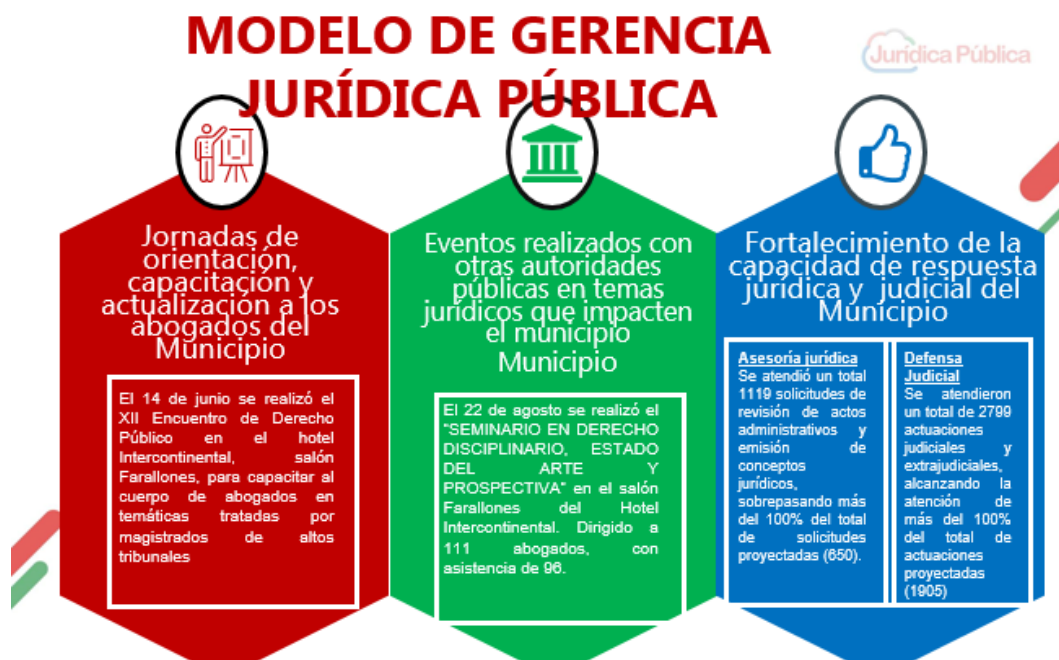 MODELO DE GERENCIA
JURÍDICA PÚBLICA
Jurídica Pública
Jornadas de
orientación,
capacitación y
actualización a los
abogados del
Municipio
El 14 de junio se realizó el
XII Encuentro de Derecho
Público en el hotel
Intercontinental, salón
Farallones, para capacitar al
cuerpo de abogados en
temáticas tratadas por
magistrados de altos
tribunales
Eventos realizados con
otras autoridades
públicas en temas
jurídicos que impacten
el municipio
Municipio
El 22 de agosto se realizó el
"SEMINARIO EN DERECHO
DISCIPLINARIO, ESTADO
DEL ARTE Y
PROSPECTIVA" en el salón
Farallones del Hotel
Intercontinental. Dirigido a
111 abogados, con
asistencia de 96.
Fortalecimiento de la
capacidad de respuesta
jurídica y judicial del
Municipio
Asesoría jurídica
Se atendió un total
1119 solicitudes de
revisión de actos
administrativos y
emisión de
conceptos
jurídicos,
sobrepasando más
del 100% del total
de solicitudes
proyectadas (650).
Defensa
Judicial
Se atendieron
un total de 2799
actuaciones
judiciales y
extrajudiciales,
alcanzando la
atención de
más del 100%
del total de
actuaciones
proyectadas
(1905)